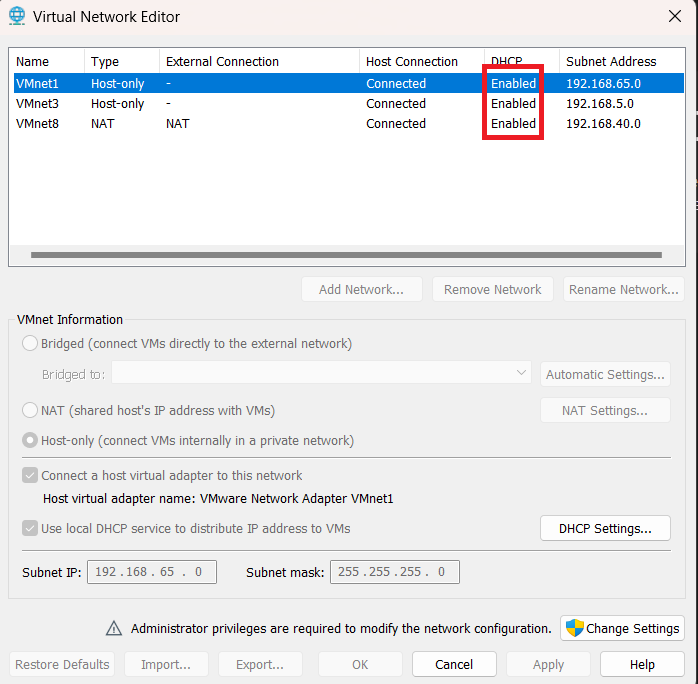 Virtual Network Editor
Name Type External Connection Host Connection DHCP Subnet Address
VMnet1 Host-only - Connected Enabled 192.168.65.0
VMnet3 Host-only - Connected Enabled 192.168.5.0
VMnet8 NAT NAT Connected Enabled 192.168.40.0
Add Network... Remove Network Rename Network...
VMnet Information
Bridged (connect VMs directly to the external network)
Bridged to: Automatic Settings...
NAT (shared host's IP address with VMs) NAT Settings...
Host-only (connect VMs internally in a private network)
Connect a host virtual adapter to this network
Host virtual adapter name: VMware Network Adapter VMnet1
Use local DHCP service to distribute IP address to VMs DHCP Settings...
Subnet IP: 192 . 168 . 65 . 0 Subnet mask: 255 . 255 . 255 . 0
Administrator privileges are required to modify the network configuration. Change Settings
Restore Defaults Import... Export... OK Cancel Apply Help